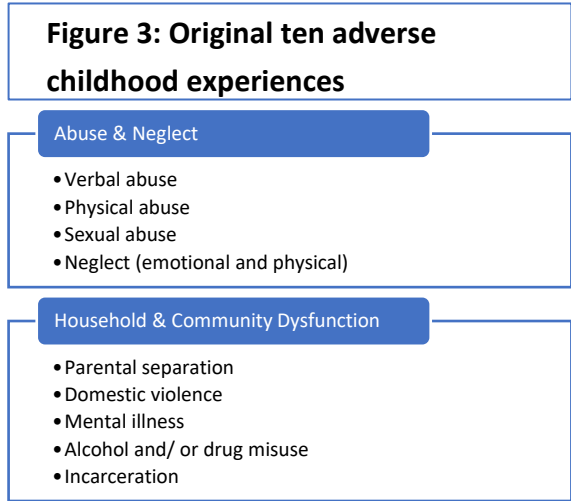 Figure 3: Original ten adverse
childhood experiences
Abuse & Neglect
•Verbal abuse
•Physical abuse
•Sexual abuse
•Neglect (emotional and physical)
Household & Community Dysfunction
•Parental separation
•Domestic violence
•Mental illness
•Alcohol and/ or drug misuse
•Incarceration